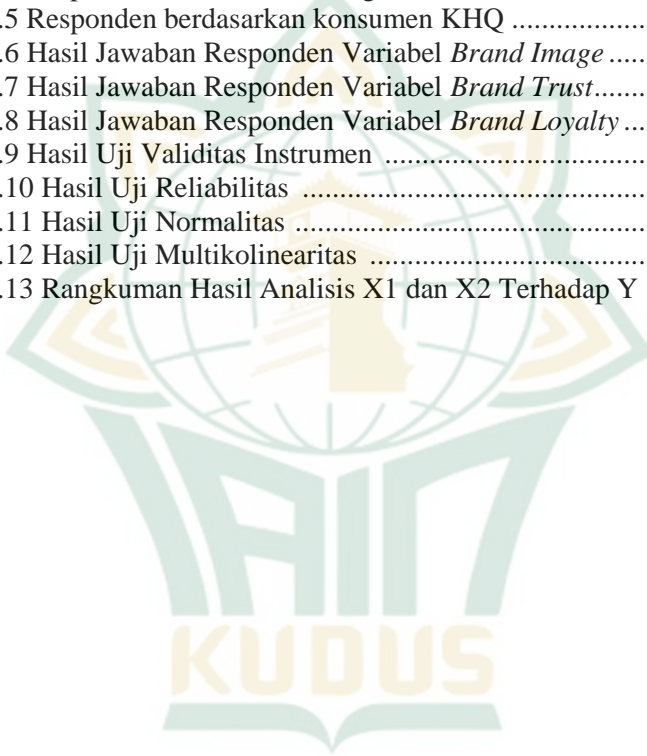 .5 Responden berdasarkan konsumen KHQ ..................
.6 Hasil Jawaban Responden Variabel Brand Image .....
.7 Hasil Jawaban Responden Variabel Brand Trust.......
.8 Hasil Jawaban Responden Variabel Brand Loyalty ...
.9 Hasil Uji Validitas Instrumen ...................................
.10 Hasil Uji Reliabilitas ..............................................
.11 Hasil Uji Normalitas ...............................................
.12 Hasil Uji Multikolinearitas .....................................
.13 Rangkuman Hasil Analisis X1 dan X2 Terhadap Y
IAIN
KUDUS